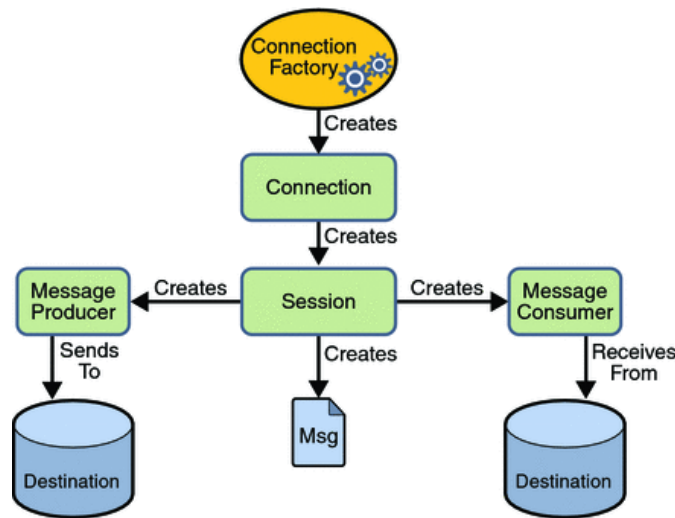 Connection
Factory
Creates
Connection
Creates
Message
Producer
Creates
Session
Creates
Message
Consumer
Sends
To
Creates
Receives
From
Destination
Msg
Destination